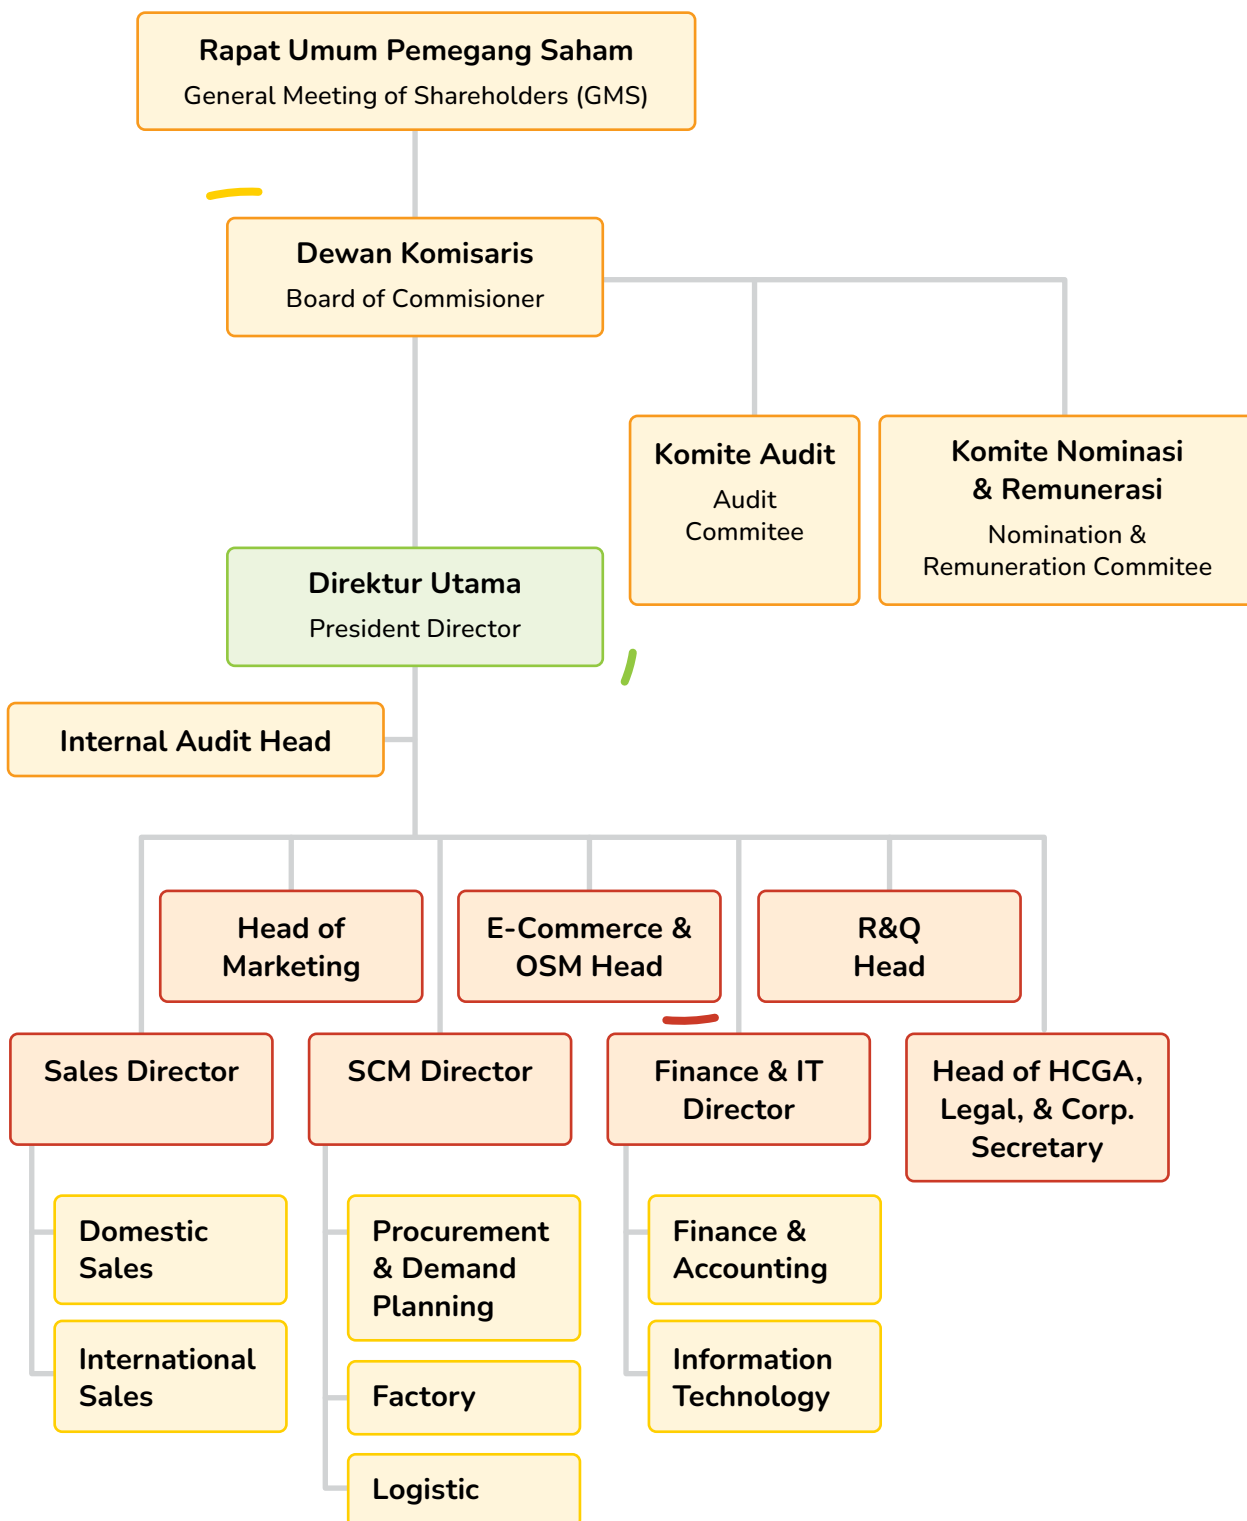 Rapat Umum Pemegang Saham
General Meeting of Shareholders (GMS)
Dewan Komisaris
Board of Commisioner
Komite Audit
Audit
Commitee
Komite Nominasi
& Remunerasi
Nomination &
Remuneration Commitee
Direktur Utama
President Director
Internal Audit Head
Head of
Marketing
E-Commerce &
OSM Head
R&Q
Head
Sales Director
SCM Director
Finance & IT
Director
Head of HCGA,
Legal, & Corp.
Secretary
Domestic
Sales
International
Sales
Procurement
& Demand
Planning
Factory
Logistic
Finance &
Accounting
Information
Technology